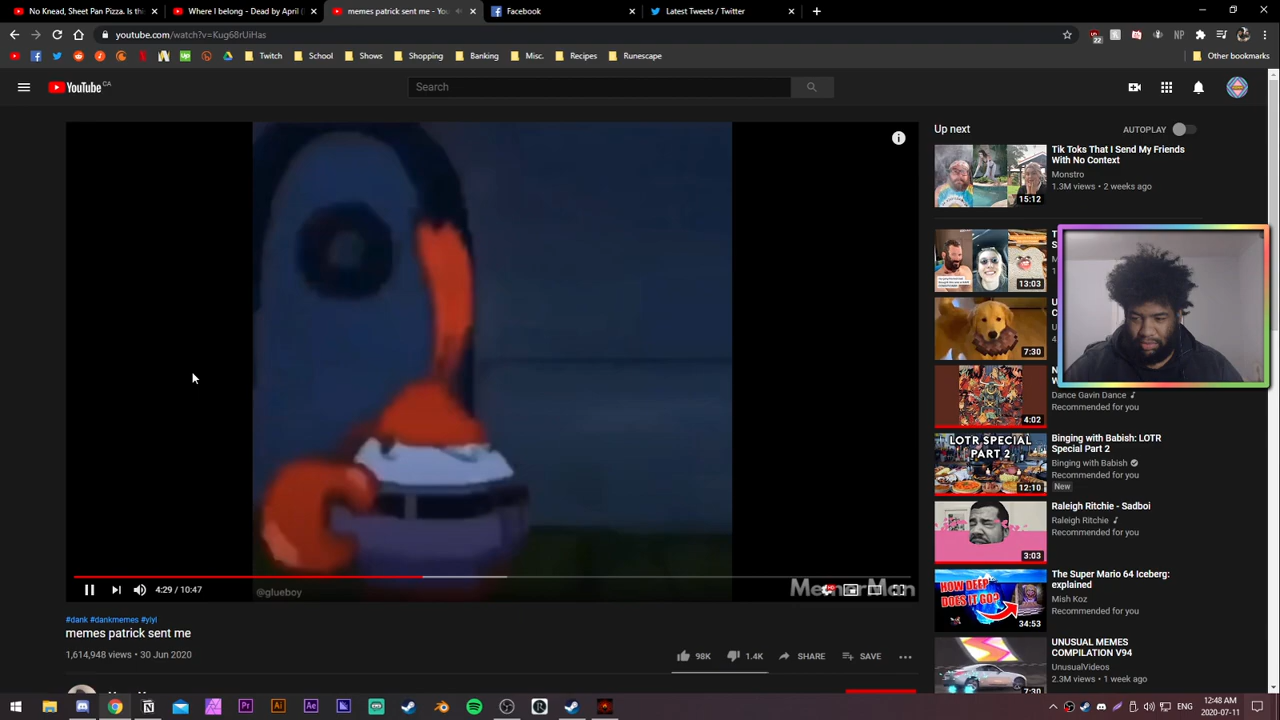 No Knead, Sheet Pan Pizza. Is th
Where I belong - Dead by April (
memes patrick sent me - You
Facebook
Latest Tweets / Twitter
youtube.com/watch?v=Kug68rUiHas
22
NP
Twitch
School
Shows
Shopping
Banking
Misc.
Recipes
Runescape
Other bookmarks
YouTube CA
Search
Up next
AUTOPLAY
Tik Toks That I Send My Friends
With No Context
Monstro
1.3M views • 2 weeks ago
15:12
13:03
7:30
Dance Gavin Dance
Recommended for you
4:02
LOTR SPECIAL
PART 2
12:10
Binging with Babish: LOTR
Special Part 2
Binging with Babish
Recommended for you
New
Raleigh Ritchie - Sadboi
Raleigh Ritchie
Recommended for you
3:03
HOW DEEP
DOES IT GO?
34:53
The Super Mario 64 Iceberg:
explained
Mish Koz
Recommended for you
UNUSUAL MEMES
COMPILATION V94
UnusualVideos
2.3M views • 1 week ago
7:30
4:29 / 10:47
@glueboy
MemerMan
#dank #dankmemes #ylyl
memes patrick sent me
1,614,948 views • 30 Jun 2020
98K
1.4K
SHARE
SAVE
Pr
Ai
Ae
ENG
12:48 AM
2020-07-11